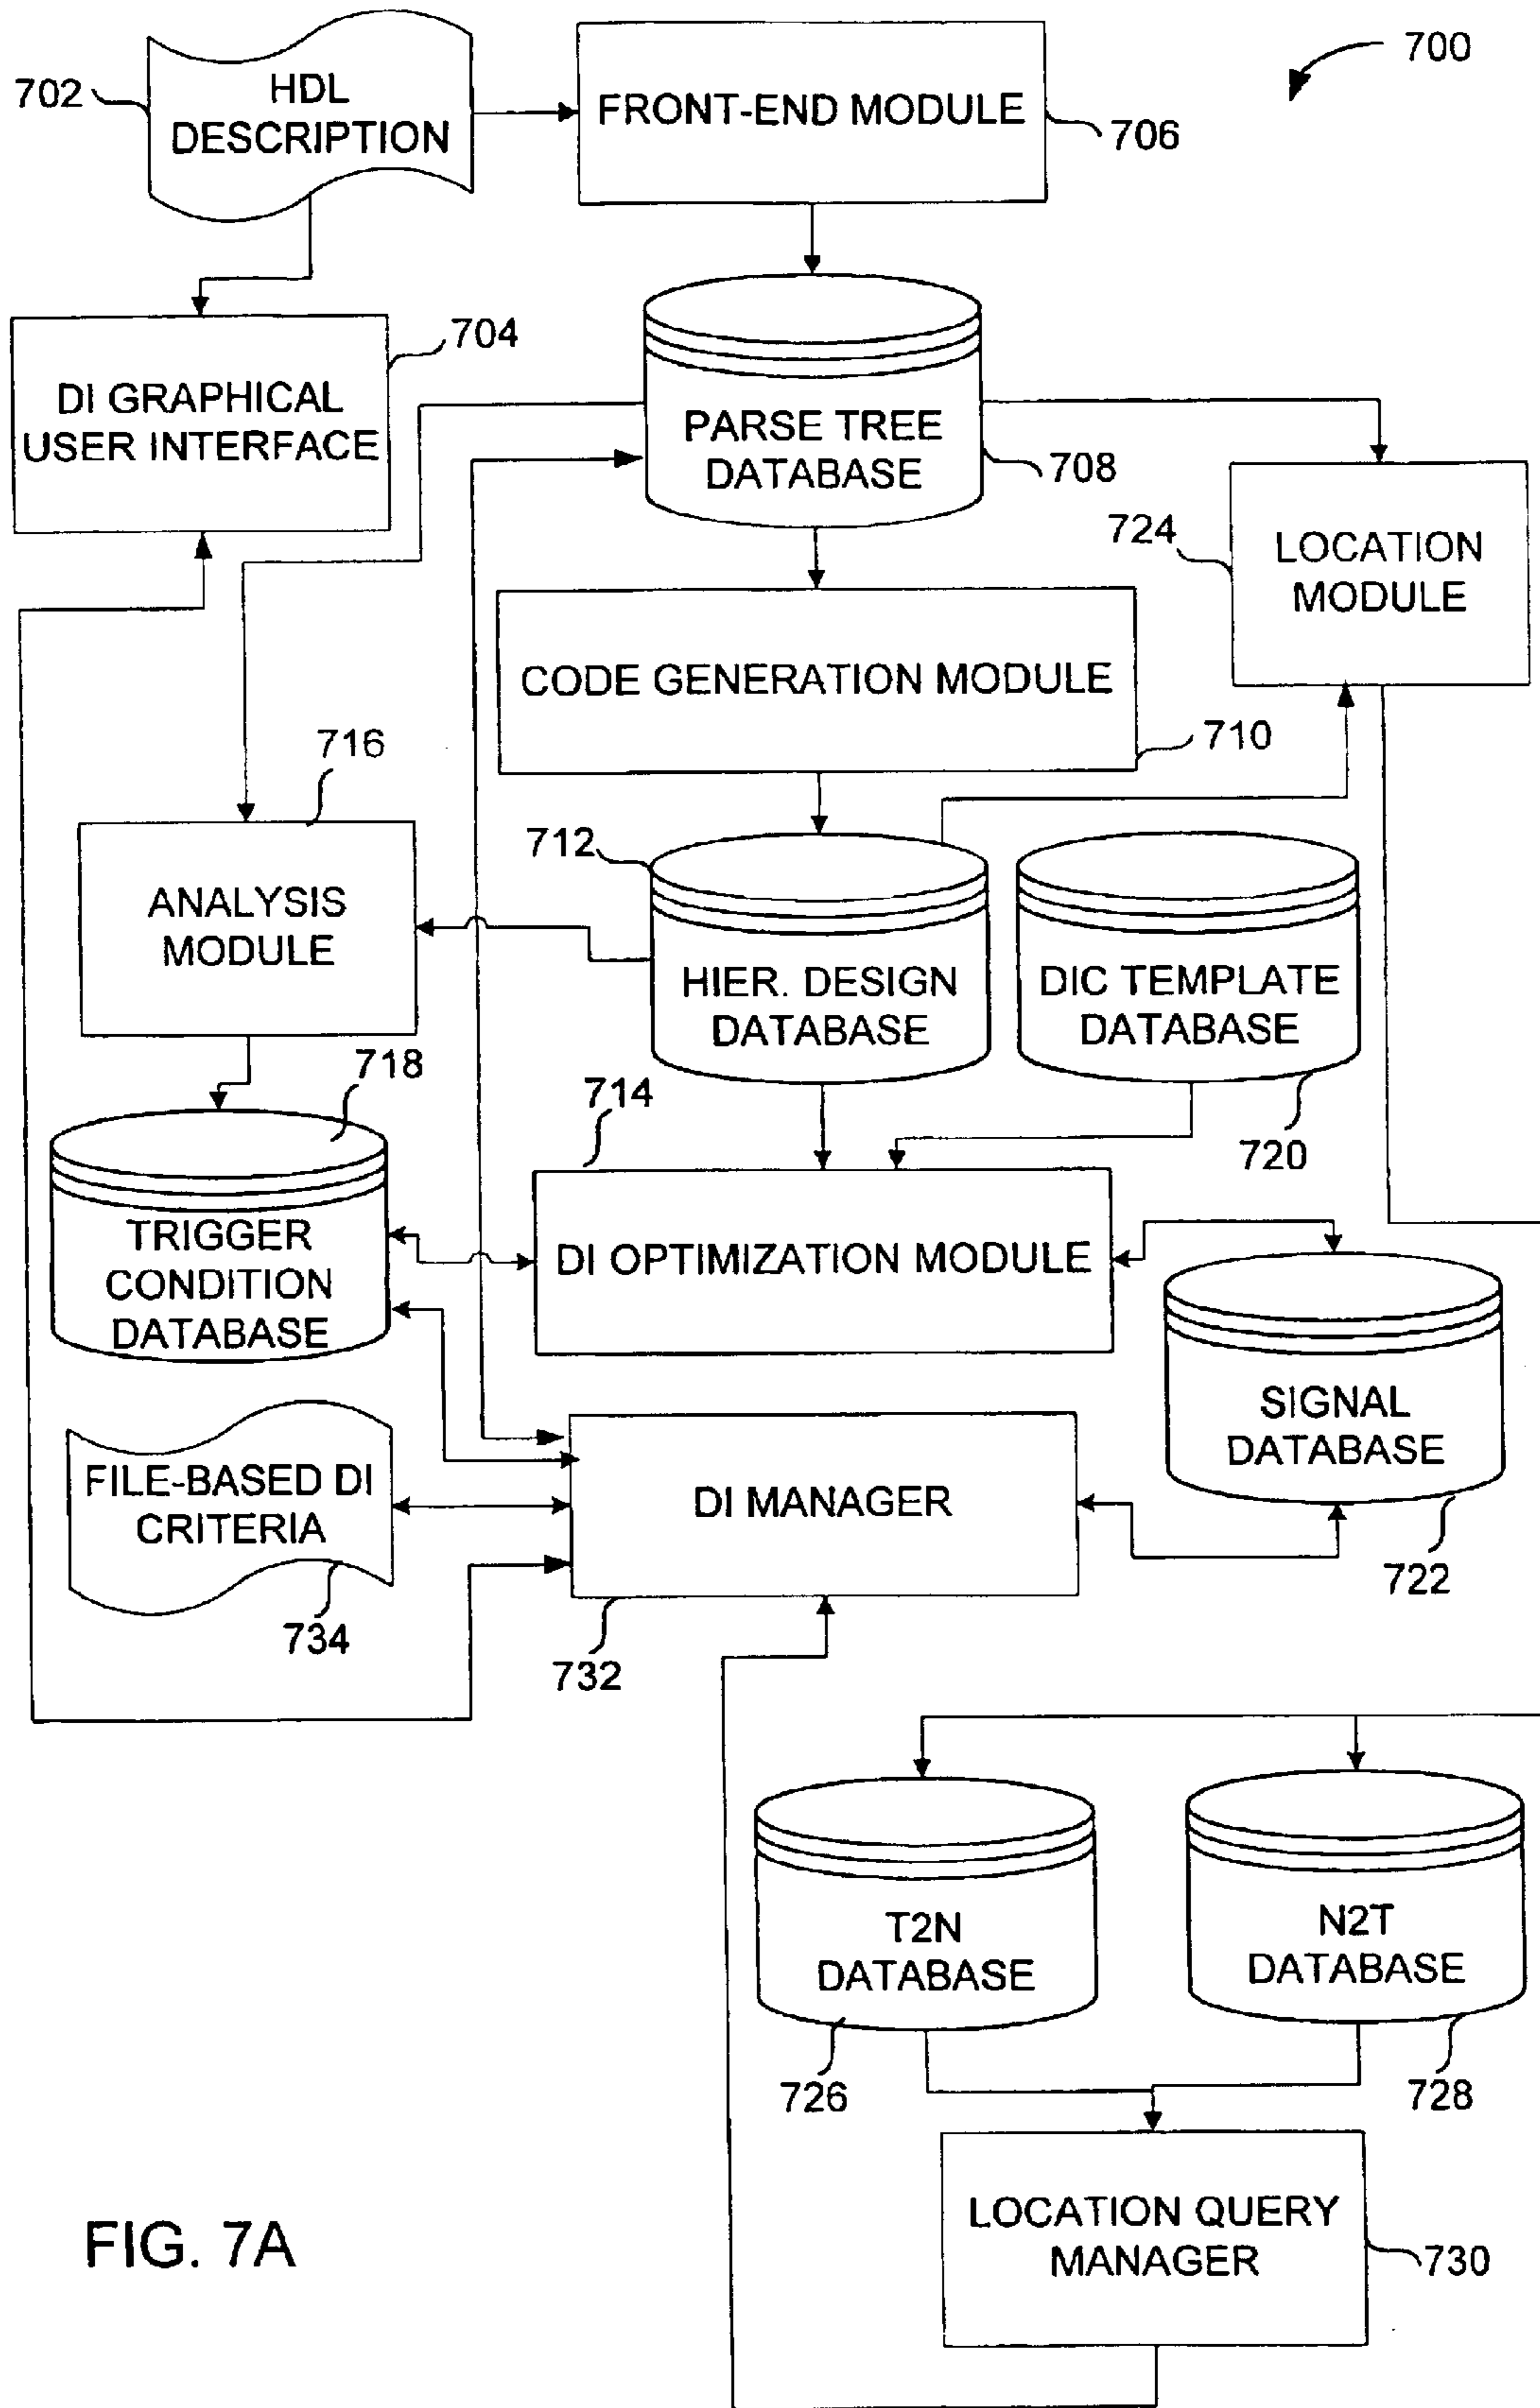 700
702
HDL
DESCRIPTION
FRONT-END MODULE
706
704
DI GRAPHICAL
USER INTERFACE
PARSE TREE
DATABASE
708
724
LOCATION
MODULE
CODE GENERATION MODULE
710
716
ANALYSIS
MODULE
712
HIER. DESIGN
DATABASE
DIC TEMPLATE
DATABASE
720
718
TRIGGER
CONDITION
DATABASE
714
DI OPTIMIZATION MODULE
SIGNAL
DATABASE
722
FILE-BASED DI
CRITERIA
734
DI MANAGER
732
T2N
DATABASE
726
N2T
DATABASE
728
LOCATION QUERY
MANAGER
730
FIG. 7A